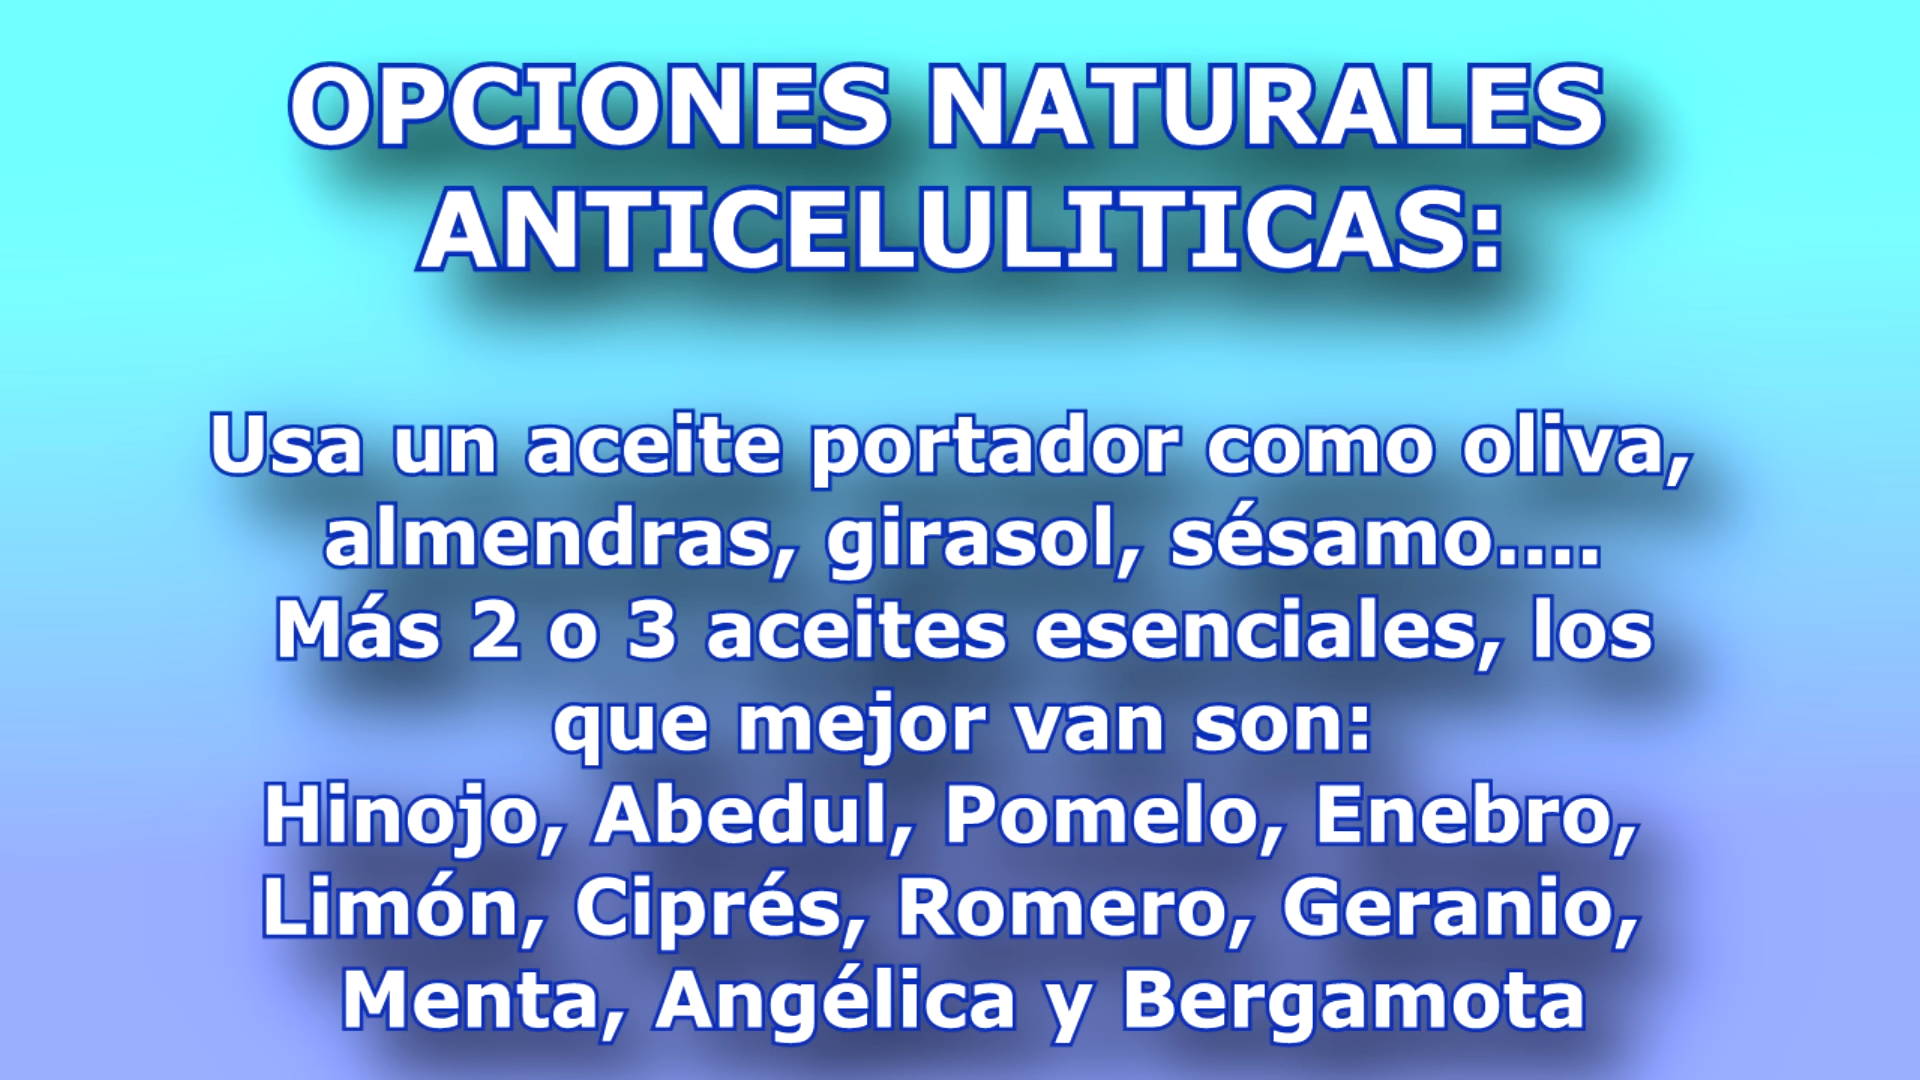 OPCIONES NATURALES
ANTICELULITICAS:
Usa un aceite portador como oliva,
almendras, girasol, sésamo....
Más 2 o 3 aceites esenciales, los
que mejor van son:
Hinojo, Abedul, Pomelo, Enebro,
Limón, Ciprés, Romero, Geranio,
Menta, Angélica y Bergamota